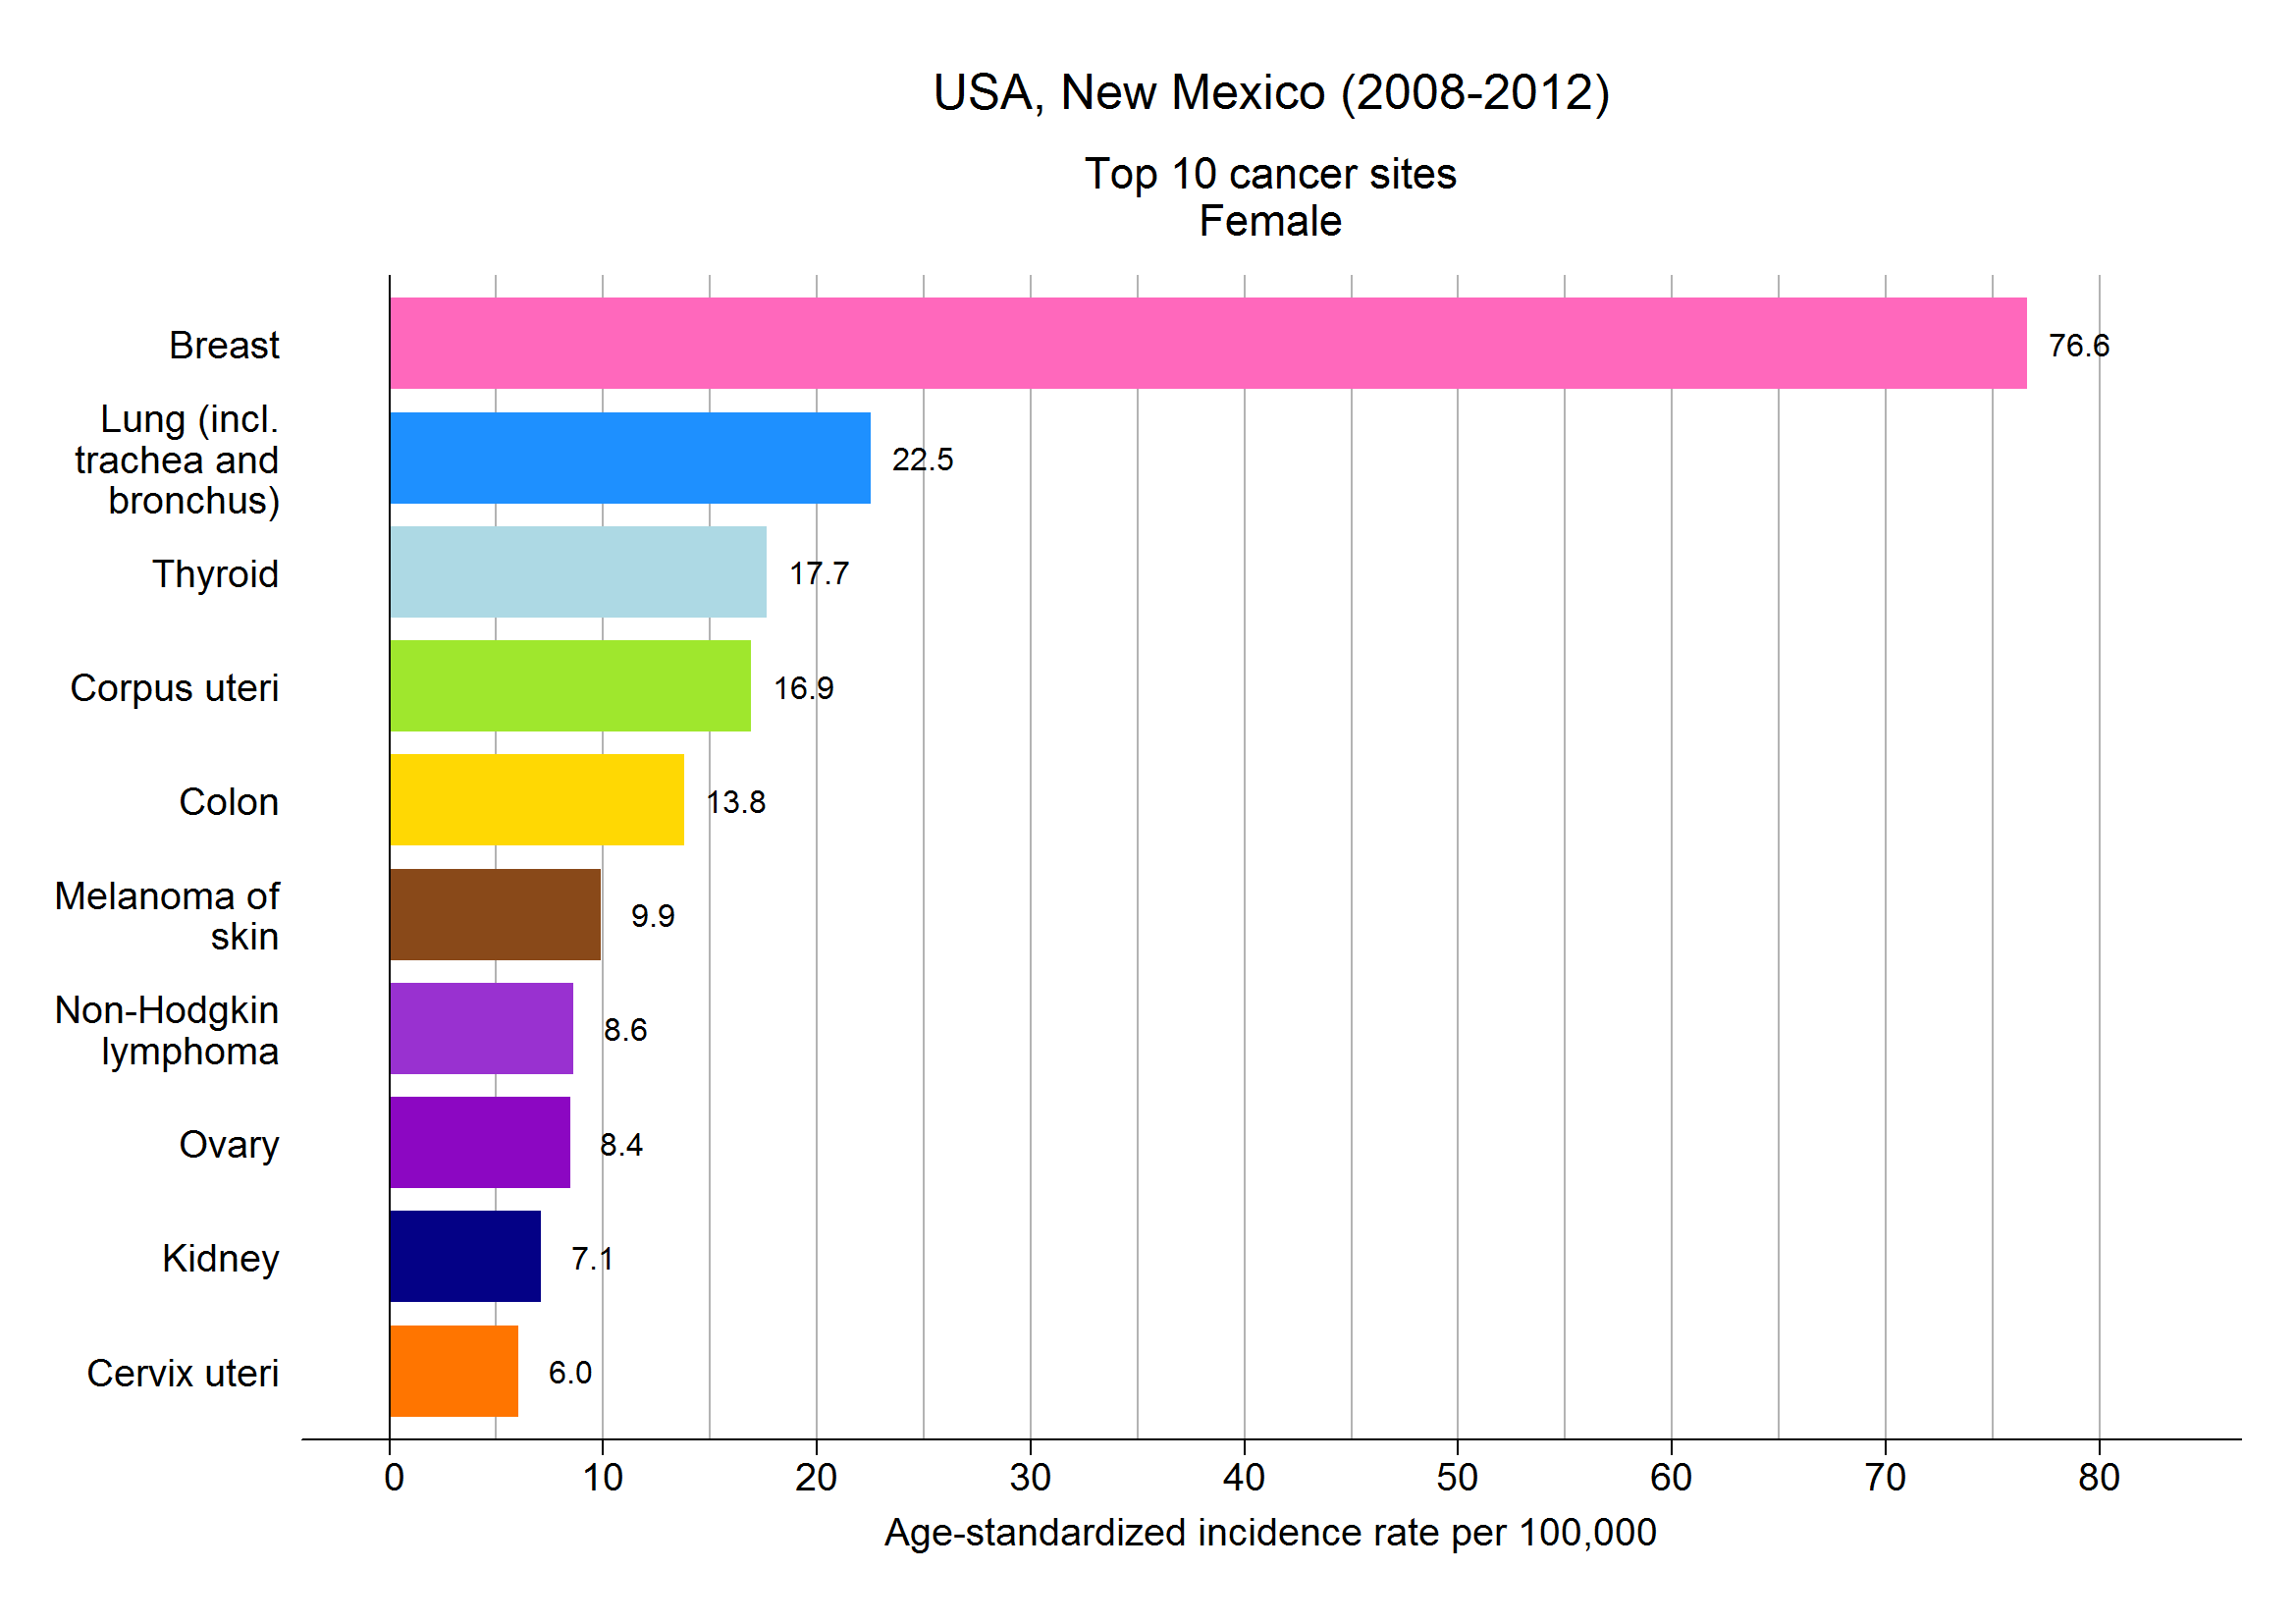 USA, New Mexico (2008-2012)
Top 10 cancer sites
Female
Breast
76.6
Lung (incl.
trachea and
bronchus)
22.5
Thyroid
17.7
Corpus uteri
16.9
Colon
13.8
Melanoma of
skin
9.9
Non-Hodgkin
lymphoma
8.6
Ovary
8.4
Kidney
7.1
Cervix uteri
6.0
0 10 20 30 40 50 60 70 80
Age-standardized incidence rate per 100,000